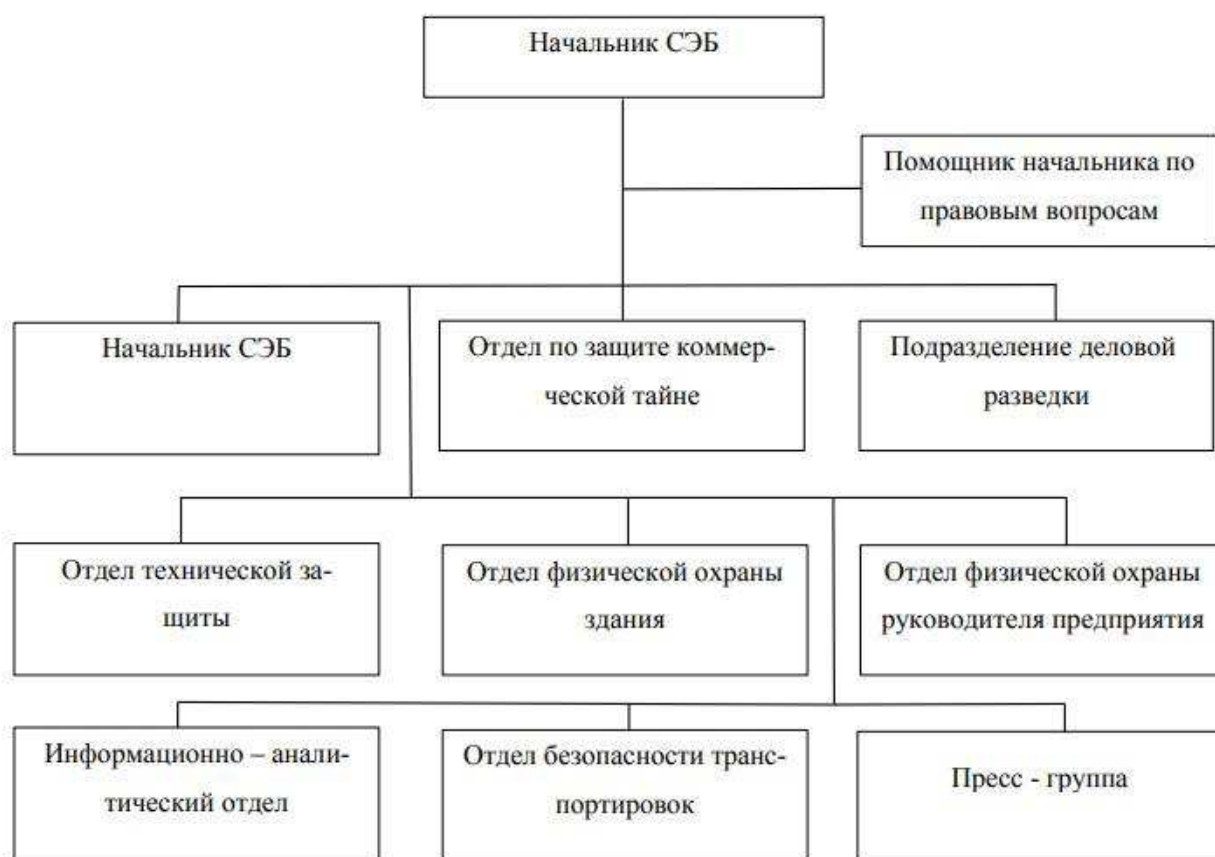 Начальник СЭБ
Помощник начальника по
правовым вопросам
Начальник СЭБ
Отдел по защите коммер-
ческой тайне
Подразделение деловой
разведки
Отдел технической за-
щиты
Отдел физической охраны
здания
Отдел физической охраны
руководителя предприятия
Информационно – анали-
тический отдел
Отдел безопасности транс-
портировок
Пресс - группа